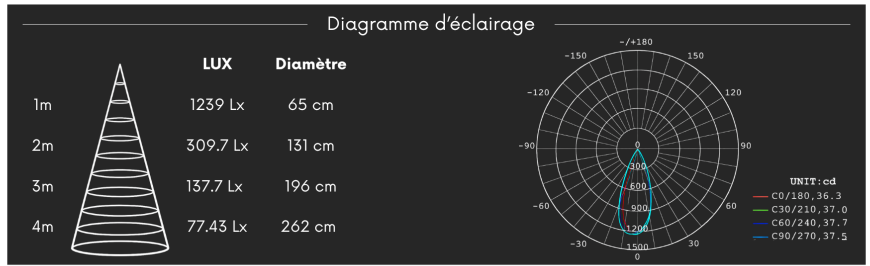 Diagramme d'éclairage
LUX Diamètre
1m 1239 Lx 65 cm
2m 309.7 Lx 131 cm
3m 137.7 Lx 196 cm
4m 77.43 Lx 262 cm
-/+180
-150 150
-120 120
-90 0 90
300
600
-60 60
900
1200
-30 30
1500
0
UNIT:cd
C0/180,36.3
C30/210,37.0
C60/240,37.7
C90/270,37.5